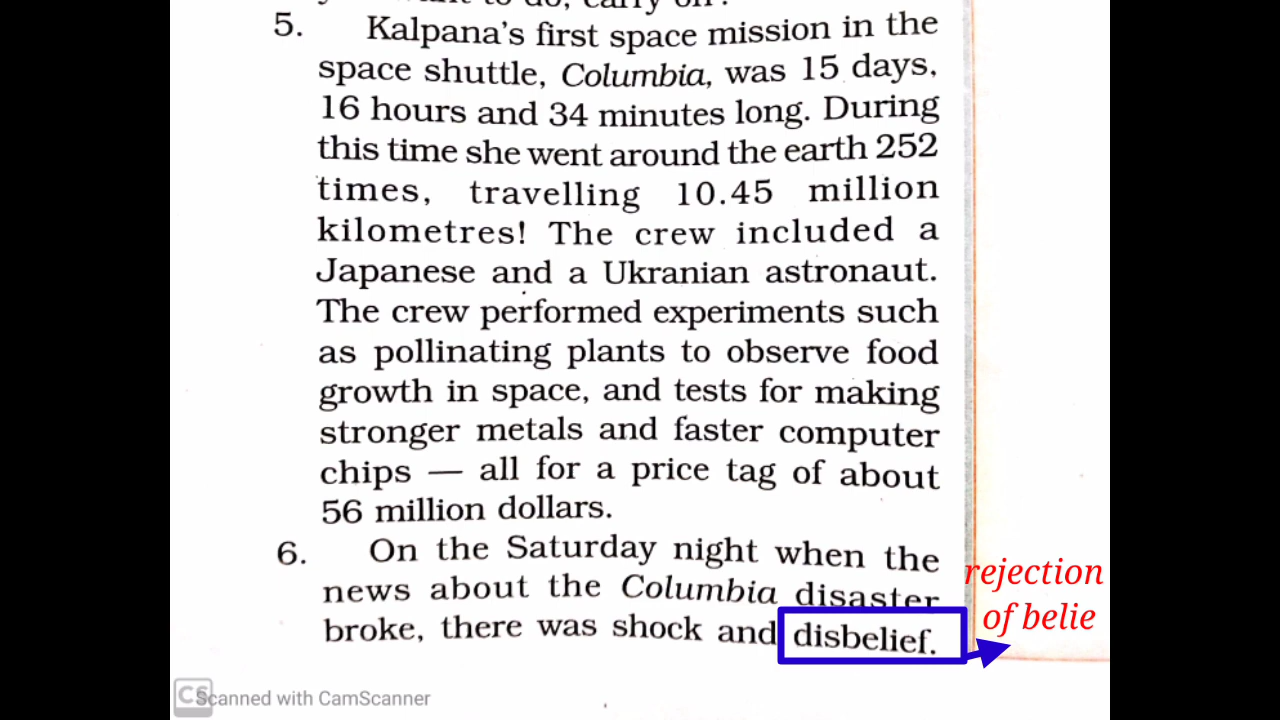 5. Kalpana's first space mission in the
space shuttle, Columbia, was 15 days,
16 hours and 34 minutes long. During
this time she went around the earth 252
times, travelling 10.45 million
kilometres! The crew included a
Japanese and a Ukranian astronaut.
The crew performed experiments such
as pollinating plants to observe food
growth in space, and tests for making
stronger metals and faster computer
chips — all for a price tag of about
56 million dollars.
6. On the Saturday night when the
news about the Columbia disaster
broke, there was shock and disbelief.
rejection
of belie
CS Scanned with CamScanner